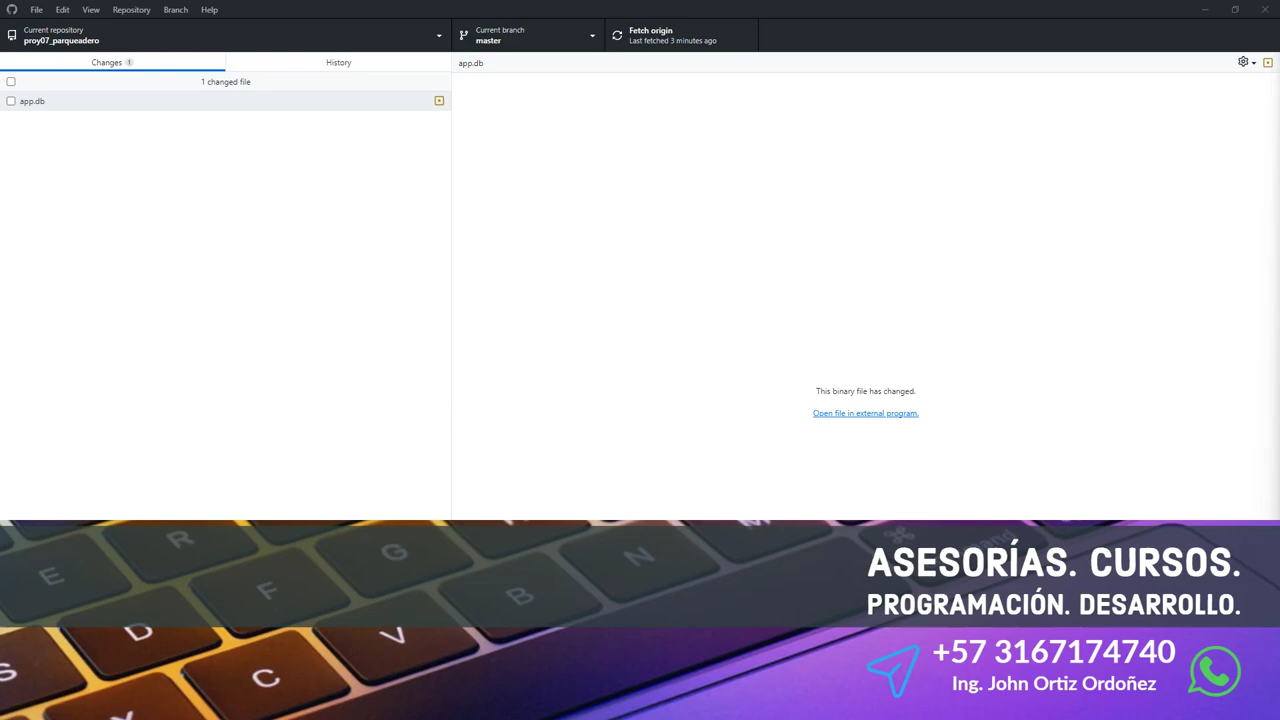 File Edit View Repository Branch Help
Current repository
proy07_parqueadero
Current branch
master
Fetch origin
Last fetched 3 minutes ago
Changes 1
History
app.db
1 changed file
app.db
This binary file has changed.
Open file in external program.
E R G F D B N M V C S
ASESORÍAS. CURSOS.
PROGRAMACIÓN. DESARROLLO.
+57 3167174740
Ing. John Ortiz Ordoñez